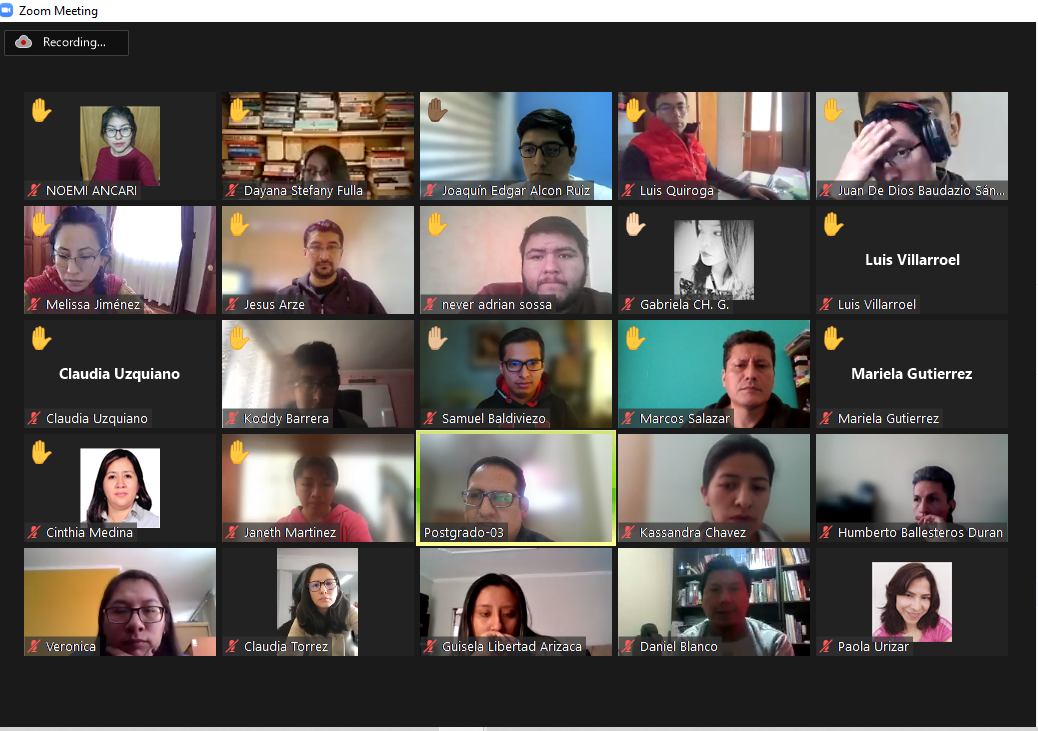 Zoom Meeting
Recording...
NOEMI ANCARI
Dayana Stefany Fulla
Joaquín Edgar Alcon Ruiz
Luis Quiroga
Juan De Dios Baudazio Sán...
Melissa Jiménez
Jesus Arze
never adrian sossa
Gabriela CH. G.
Luis Villarroel
Luis Villarroel
Claudia Uzquiano
Claudia Uzquiano
Koddy Barrera
Samuel Baldiviezo
Marcos Salazar
Mariela Gutierrez
Mariela Gutierrez
Cinthia Medina
Janeth Martinez
Postgrado-03
Kassandra Chavez
Humberto Ballesteros Duran
Veronica
Claudia Torrez
Guisela Libertad Arizaca
Daniel Blanco
Paola Urizar